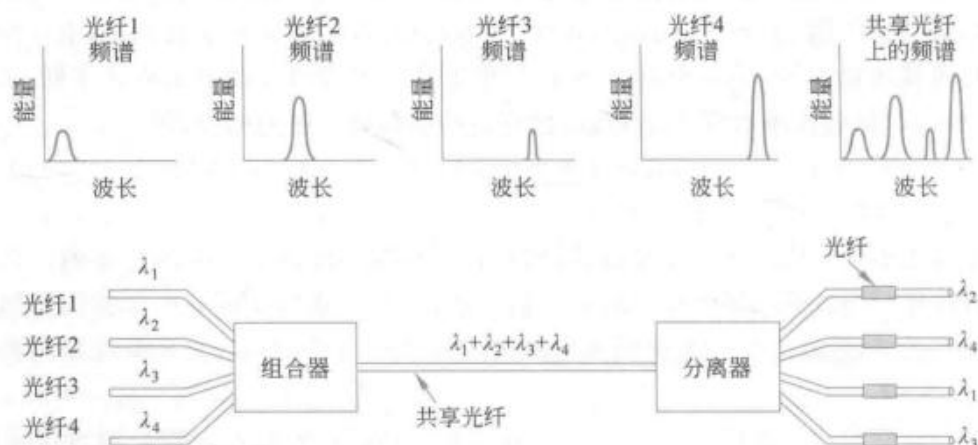 光纤1
频谱
光纤2
频谱
光纤3
频谱
光纤4
频谱
共享光纤
上的频谱
能量
能量
能量
能量
能量
波长
波长
波长
波长
波长
光纤
λ1
光纤1
λ2
光纤2
λ3
光纤3
λ4
光纤4
组合器
λ1+λ2+λ3+λ4
共享光纤
分离器
λ2
λ4
λ1
λ3